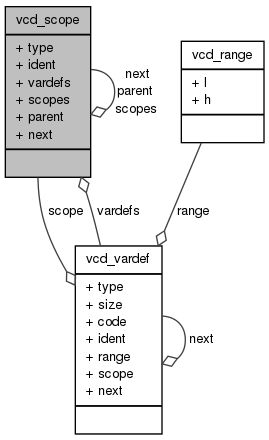 vcd_scope
+ type
+ ident
+ vardefs
+ scopes
+ parent
+ next
next
parent
scopes
vcd_range
+ l
+ h
scope
vardefs
range
vcd_vardef
+ type
+ size
+ code
+ ident
+ range
+ scope
+ next
next